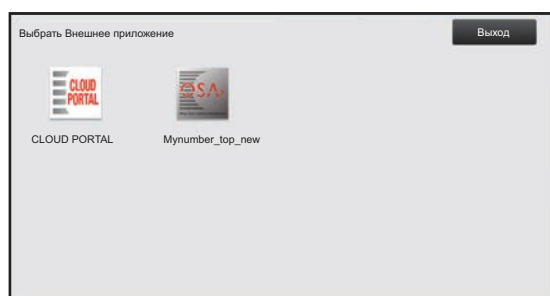 Выбрать Внешнее приложение
Выход
CLOUD
PORTAL
OSA
CLOUD PORTAL
Mynumber_top_new